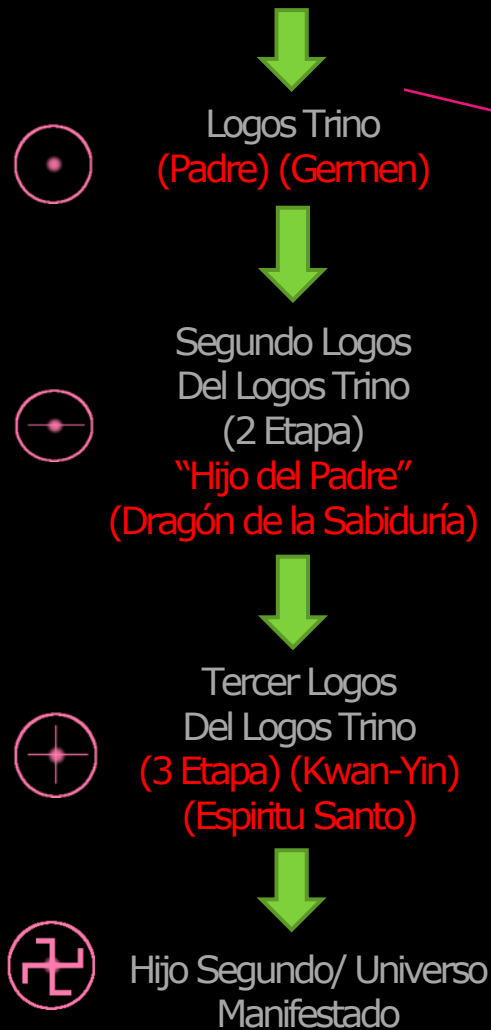 Logos Trino
(Padre) (Germen)
Segundo Logos
Del Logos Trino
(2 Etapa)
“Hijo del Padre”
(Dragón de la Sabiduría)
Tercer Logos
Del Logos Trino
(3 Etapa) (Kwan-Yin)
(Espiritu Santo)
Hijo Segundo/ Universo
Manifestado